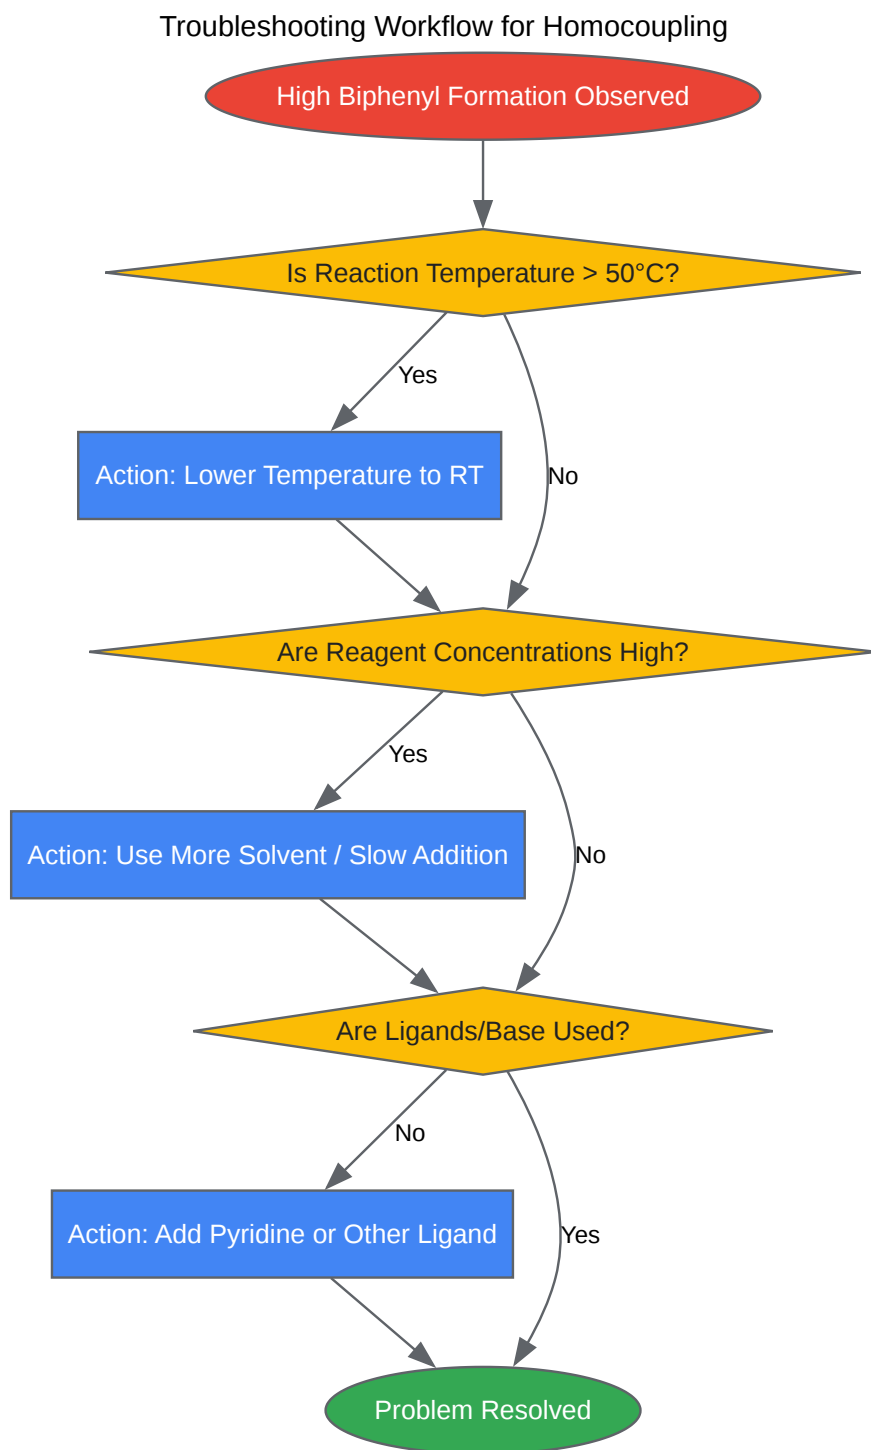 Troubleshooting Workflow for Homocoupling
High Biphenyl Formation Observed
Is Reaction Temperature > 50°C?
Yes
Action: Lower Temperature to RT
No
Are Reagent Concentrations High?
Yes
Action: Use More Solvent / Slow Addition
No
Are Ligands/Base Used?
No
Action: Add Pyridine or Other Ligand
Yes
Problem Resolved